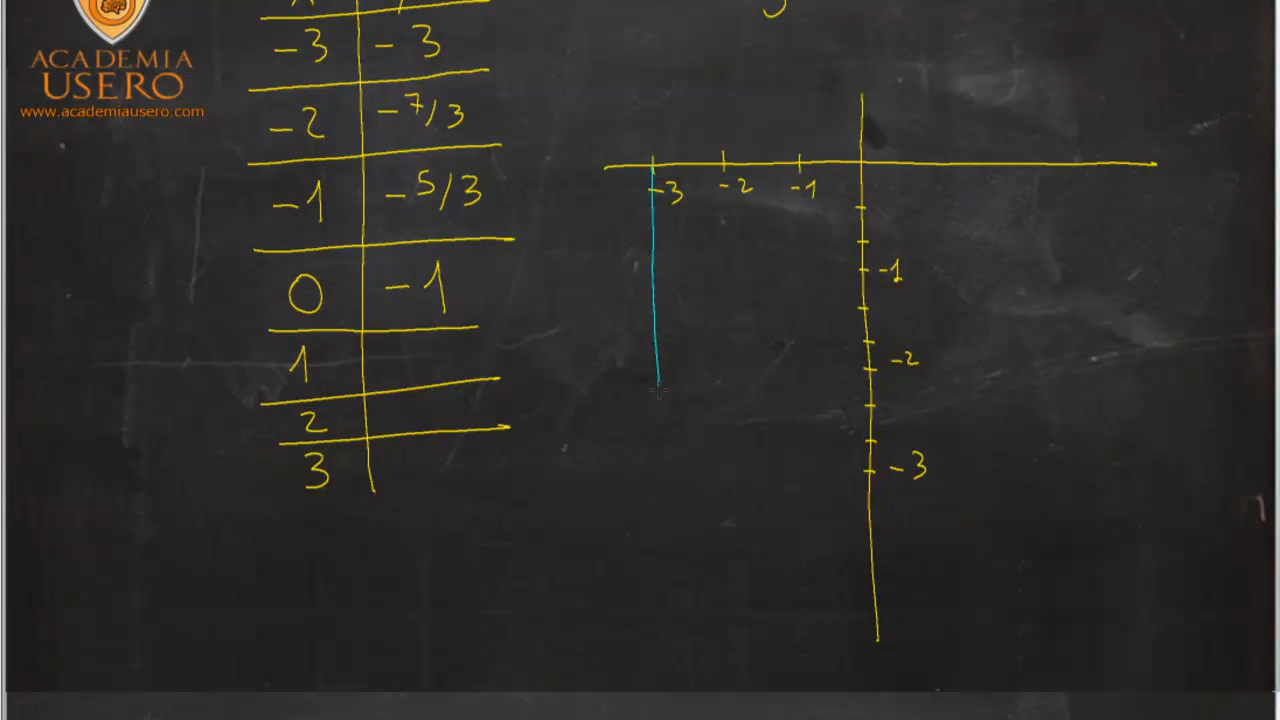 -3 -3
ACADEMIA
USERO
www.academiausero.com
-2 -7/3
-1 -5/3
0 -1
1
2
3
-3 -2 -1
-1
-2
-3